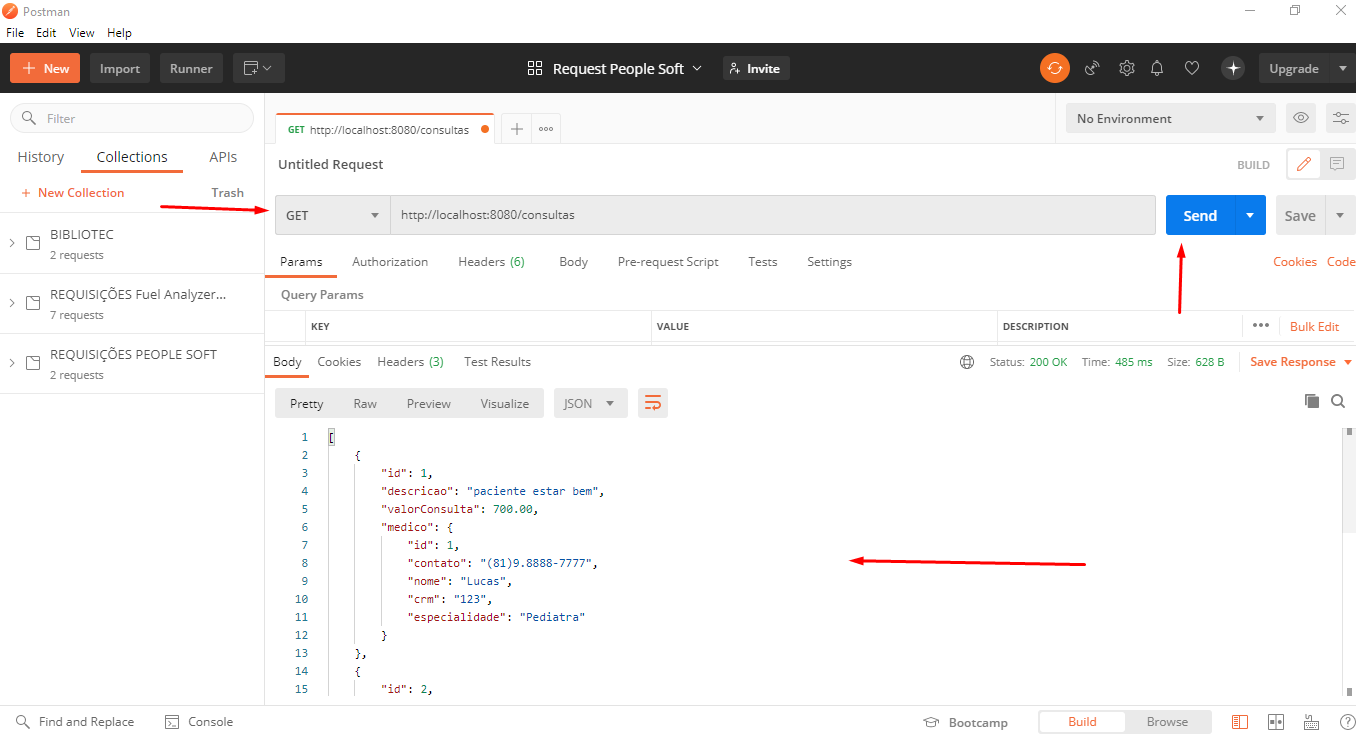 Postman
File Edit View Help
+ New Import Runner Request People Soft Invite Upgrade
Filter
History Collections APIs
+ New Collection Trash
BIBLIOTEC
2 requests
REQUISIÇÕES Fuel Analyzer...
7 requests
REQUISIÇÕES PEOPLE SOFT
2 requests
GET http://localhost:8080/consultas + ooo No Environment
Untitled Request BUILD
GET http://localhost:8080/consultas Send Save
Params Authorization Headers (6) Body Pre-request Script Tests Settings Cookies Code
Query Params
KEY VALUE DESCRIPTION ••• Bulk Edit
Body Cookies Headers (3) Test Results Status: 200 OK Time: 485 ms Size: 628 B Save Response
Pretty Raw Preview Visualize JSON
1 [
2 {
3 "id": 1,
4 "descricao": "paciente estar bem",
5 "valorConsulta": 700.00,
6 "medico": {
7 "id": 1,
8 "contato": "(81)9.8888-7777",
9 "nome": "Lucas",
10 "crm": "123",
11 "especialidade": "Pediatra"
12 }
13 },
14 {
15 "id": 2,
Find and Replace Console Bootcamp Build Browse ?